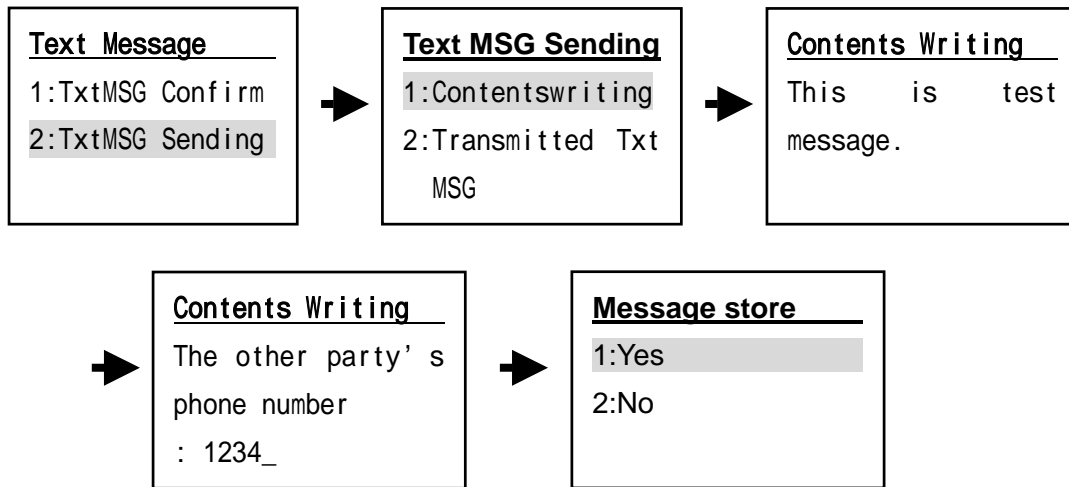 Text Message
1:TxtMSG Confirm
2:TxtMSG Sending
Text MSG Sending
1:Contentswriting
2:Transmitted Txt
MSG
Contents Writing
This is test
message.
Contents Writing
The other party's
phone number
: 1234_
Message store
1:Yes
2:No